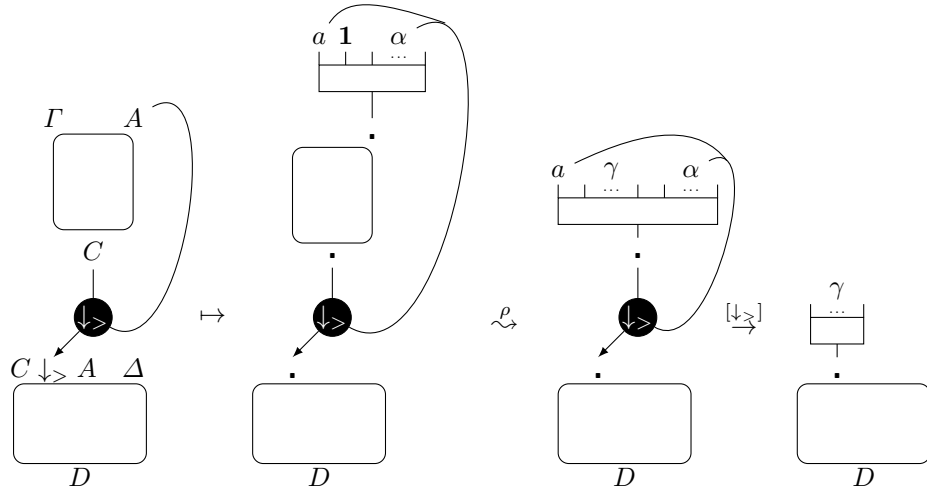 a 1 α
...
Γ A
.
a γ α
... ...
C
. .
↓> ↦ ↓> ρ⇝ ↓> [↓>]→ γ
...
C ↓> A Δ . . .
D D D D